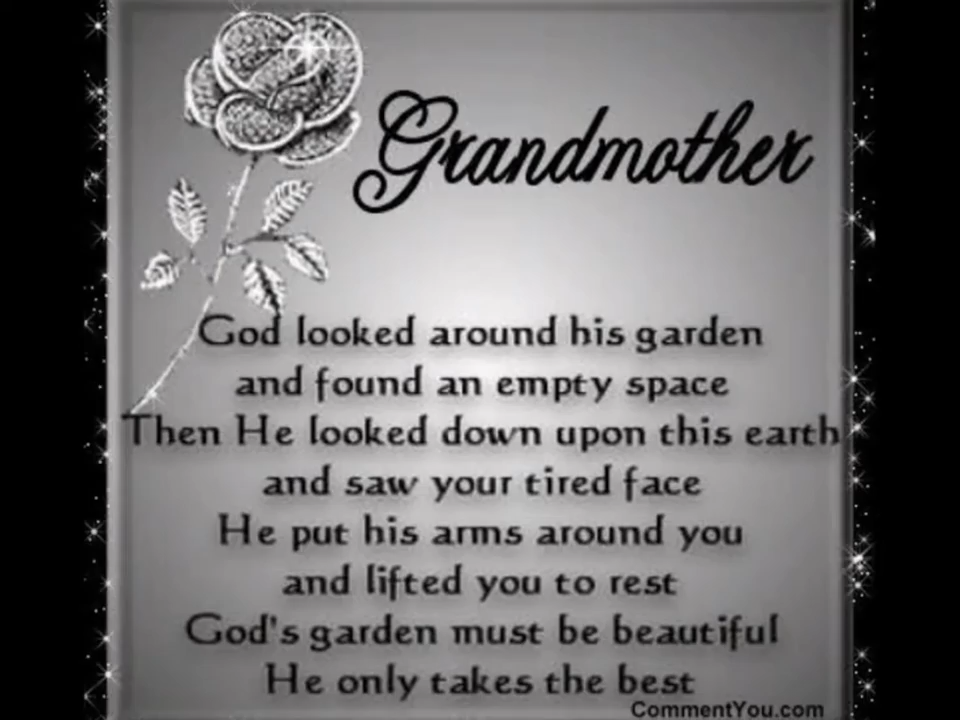 Grandmother
God looked around his garden
and found an empty space
Then He looked down upon this earth
and saw your tired face
He put his arms around you
and lifted you to rest
God's garden must be beautiful
He only takes the best
CommentYou.com